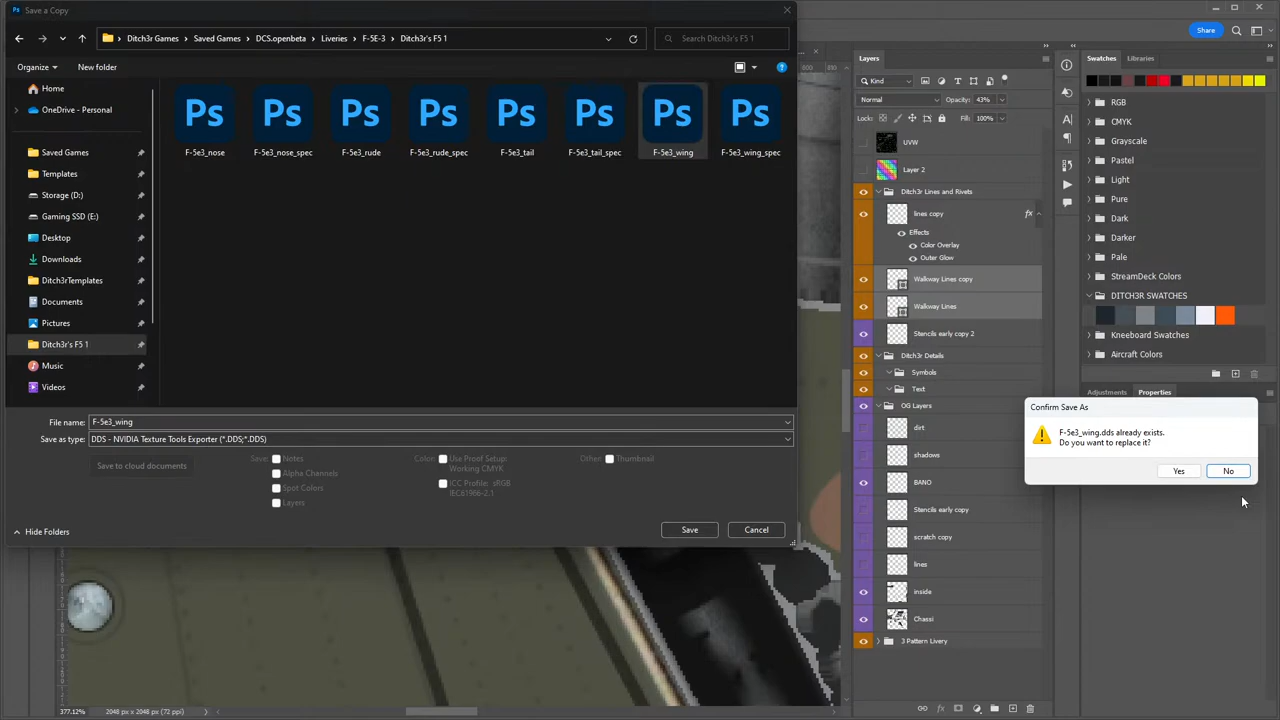 Save a Copy
Ditch3r Games > Saved Games > DCS.openbeta > Liveries > F-5E-3 > Ditch3r's F5 1
Search Ditch3r's F5 1
Organize
New folder
Home
OneDrive - Personal
Saved Games
Templates
Storage (D:)
Gaming SSD (E:)
Desktop
Downloads
Ditch3rTemplates
Documents
Pictures
Ditch3r's F5 1
Music
Videos
Ps Ps Ps Ps Ps Ps Ps Ps
F-5e3_nose F-5e3_nose_spec F-5e3_rude F-5e3_rude_spec F-5e3_tail F-5e3_tail_spec F-5e3_wing F-5e3_wing_spec
File name: F-5e3_wing
Save as type: DDS - NVIDIA Texture Tools Exporter (*.DDS;*.DDS)
Save to cloud documents
Save: Notes
Alpha Channels
Spot Colors
Layers
Color: Use Proof Setup:
Working CMYK
ICC Profile: sRGB
IEC61966-2.1
Other: Thumbnail
Hide Folders
Save
Cancel
377.12% 2048 px x 2048 px (72 ppi)
Layers
Kind
Normal
Opacity: 43%
Lock:
Fill: 100%
UVW
Layer 2
Ditch3r Lines and Rivets
lines copy
fx
Effects
Color Overlay
Outer Glow
Walkway Lines copy
Walkway Lines
Stencils early copy 2
Ditch3r Details
Symbols
Text
OG Layers
dirt
shadows
BANO
Stencils early copy
scratch copy
lines
inside
Chassi
3 Pattern Livery
Share
Swatches
Libraries
RGB
CMYK
Grayscale
Pastel
Light
Pure
Dark
Darker
Pale
StreamDeck Colors
DITCH3R SWATCHES
Kneeboard Swatches
Aircraft Colors
Adjustments
Properties
Confirm Save As
F-5e3_wing.dds already exists.
Do you want to replace it?
Yes
No